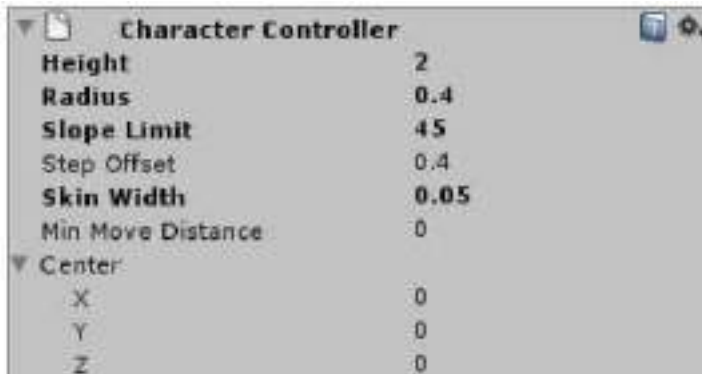 Character Controller
Height 2
Radius 0.4
Slope Limit 45
Step Offset 0.4
Skin Width 0.05
Min Move Distance 0
Center
X 0
Y 0
Z 0